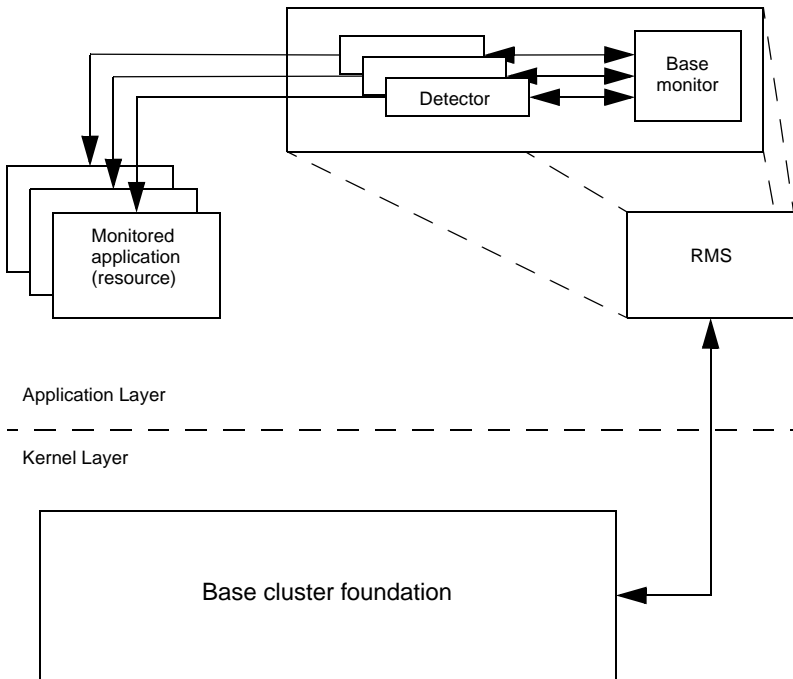 Base
monitor
Detector
Monitored
application
(resource)
RMS
Application Layer
Kernel Layer
Base cluster foundation